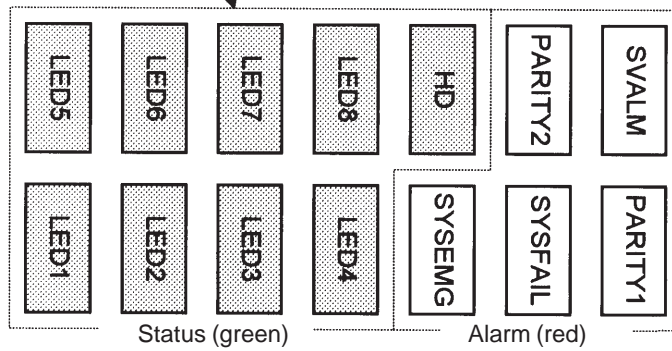 LED5
LED6
LED7
LED8
HD
PARITY2
SVALM
LED1
LED2
LED3
LED4
SYSEMG
SYSFAIL
PARITY1
Status (green)
Alarm (red)